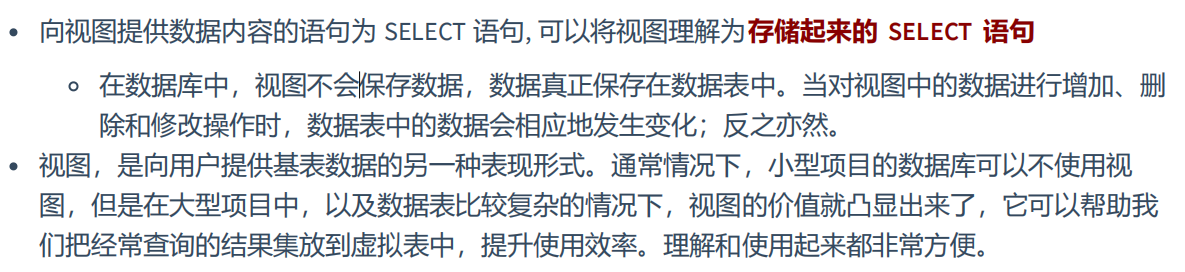 向视图提供数据内容的语句为 SELECT 语句, 可以将视图理解为存储起来的 SELECT 语句
在数据库中，视图不会保存数据，数据真正保存在数据表中。当对视图中的数据进行增加、删
除和修改操作时，数据表中的数据会相应地发生变化；反之亦然。
视图，是向用户提供基表数据的另一种表现形式。通常情况下，小型项目的数据库可以不使用视
图，但是在大型项目中，以及数据表比较复杂的情况下，视图的价值就凸显出来了，它可以帮助我
们把经常查询的结果集放到虚拟表中，提升使用效率。理解和使用起来都非常方便。